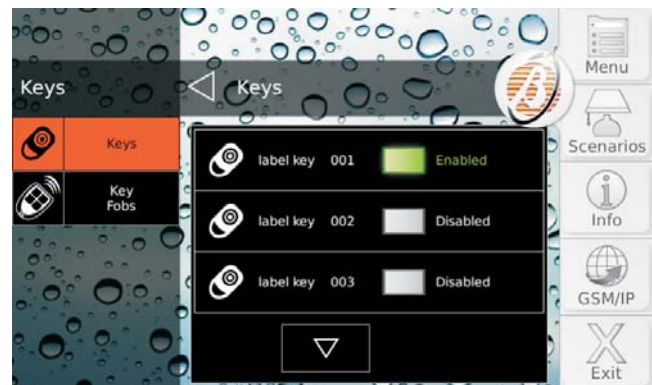 Keys
Keys
Menu
Keys
Key
Fobs
label key 001 Enabled
label key 002 Disabled
label key 003 Disabled
Scenarios
Info
GSM/IP
Exit